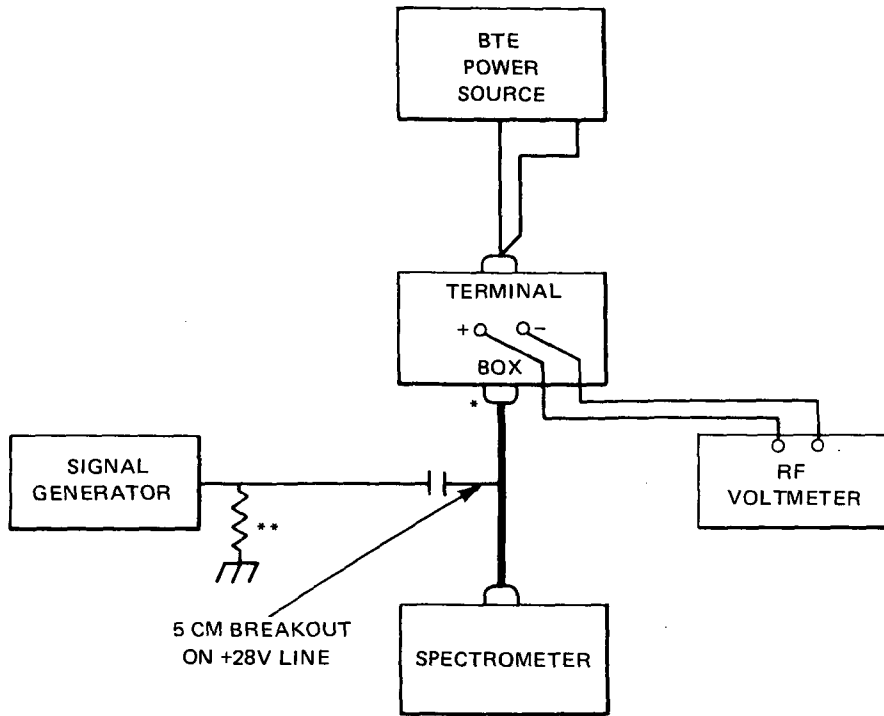 BTE
POWER
SOURCE
TERMINAL
+ −
BOX
*
SIGNAL
GENERATOR
RF
VOLTMETER
**
5 CM BREAKOUT
ON +28V LINE
SPECTROMETER